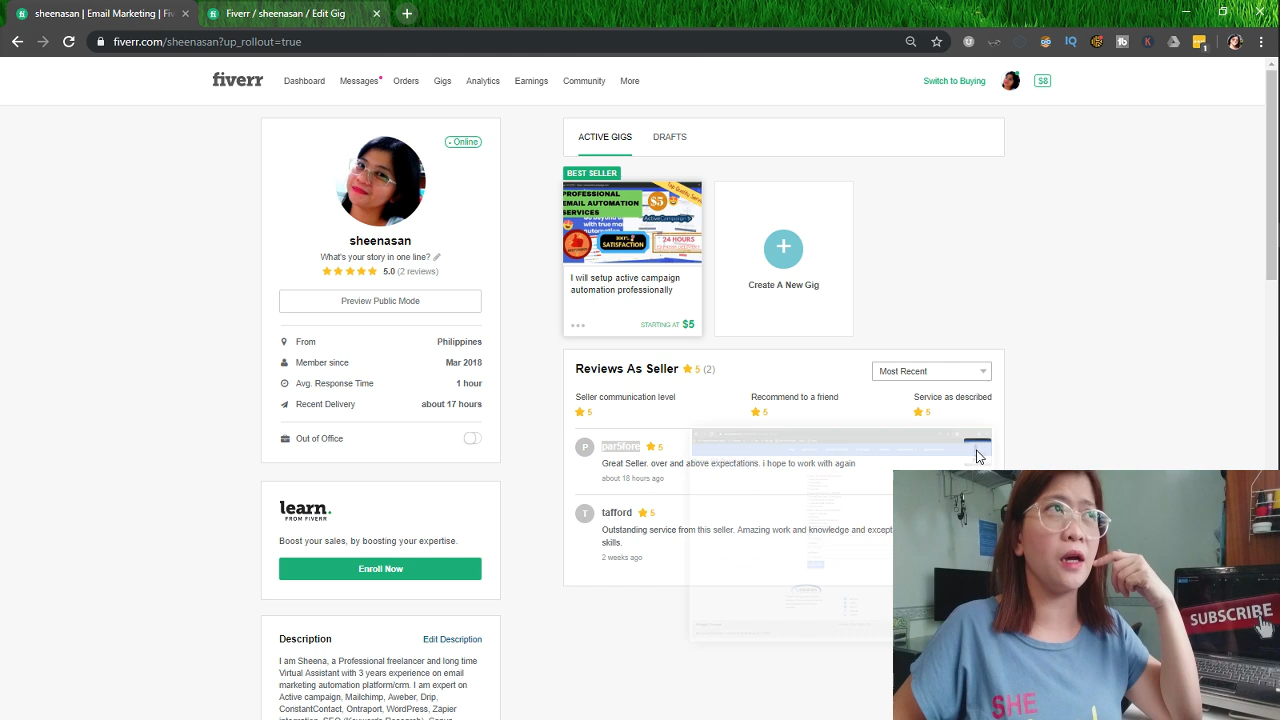 sheenasan | Email Marketing | Fiv
Fiverr / sheenasan / Edit Gig
fiverr.com/sheenasan?up_rollout=true
fiverr
Dashboard
Messages
Orders
Gigs
Analytics
Earnings
Community
More
Switch to Buying
$8
Online
sheenasan
What's your story in one line?
5.0 (2 reviews)
Preview Public Mode
From Philippines
Member since Mar 2018
Avg. Response Time 1 hour
Recent Delivery about 17 hours
Out of Office
learn.
FROM FIVERR
Boost your sales, by boosting your expertise.
Enroll Now
Description
Edit Description
I am Sheena, a Professional freelancer and long time
Virtual Assistant with 3 years experience on email
marketing automation platform/crm. I am expert on
Active campaign, Mailchimp, Aweber, Drip,
ConstantContact, Ontraport, WordPress, Zapier
ACTIVE GIGS
DRAFTS
BEST SELLER
PROFESSIONAL
EMAIL AUTOMATION
SERVICES
$5
ActiveCampaign
SATISFACTION
24 HOURS
I will setup active campaign
automation professionally
STARTING AT $5
Create A New Gig
Reviews As Seller 5 (2)
Most Recent
Seller communication level
5
Recommend to a friend
5
Service as described
5
P
par5fore 5
Great Seller. over and above expectations. i hope to work with again
about 18 hours ago
T
tafford 5
Outstanding service from this seller. Amazing work and knowledge and except
skills.
2 weeks ago
SUBSCRIBE
SHE